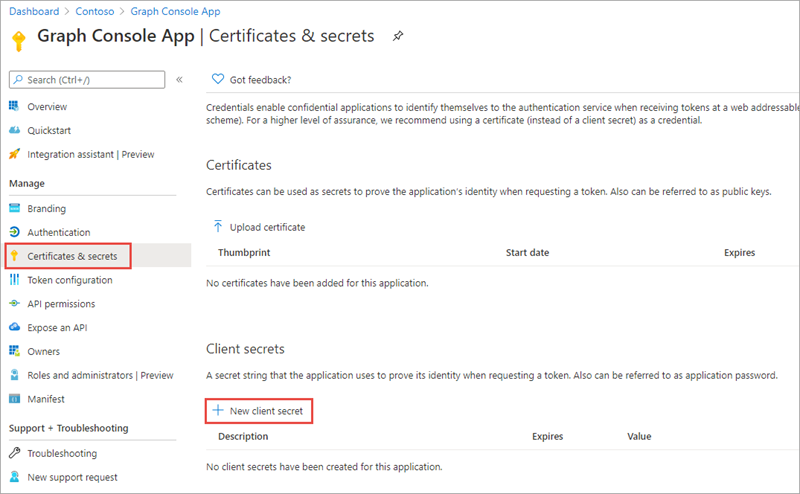 Dashboard > Contoso > Graph Console App
Graph Console App | Certificates & secrets
Search (Ctrl+/)
«
Overview
Quickstart
Integration assistant | Preview
Manage
Branding
Authentication
Certificates & secrets
Token configuration
API permissions
Expose an API
Owners
Roles and administrators | Preview
Manifest
Support + Troubleshooting
Troubleshooting
New support request
Got feedback?
Credentials enable confidential applications to identify themselves to the authentication service when receiving tokens at a web addressable
scheme). For a higher level of assurance, we recommend using a certificate (instead of a client secret) as a credential.
Certificates
Certificates can be used as secrets to prove the application's identity when requesting a token. Also can be referred to as public keys.
Upload certificate
Thumbprint Start date Expires
No certificates have been added for this application.
Client secrets
A secret string that the application uses to prove its identity when requesting a token. Also can be referred to as application password.
New client secret
Description Expires Value
No client secrets have been created for this application.